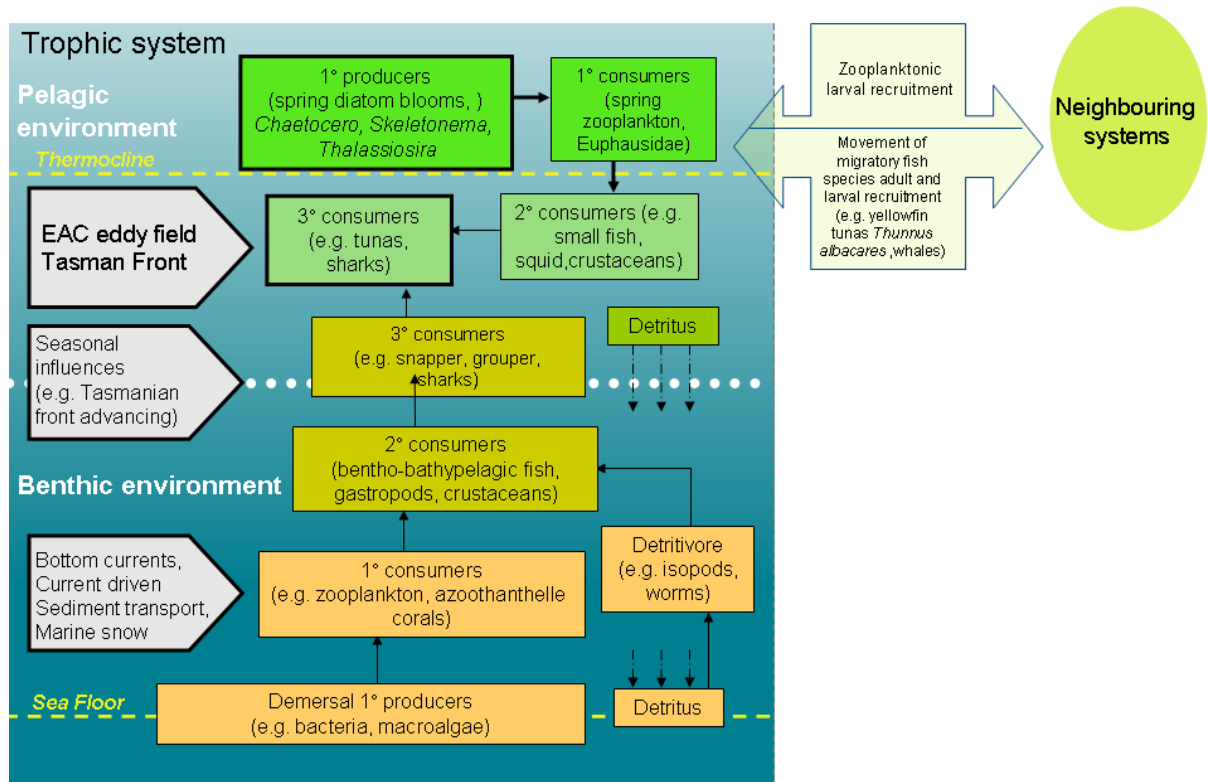 Trophic system
Pelagic
environment
Thermocline
1° producers
(spring diatom blooms, )
Chaetocero, Skeletonema,
Thalassiosira
1° consumers
(spring
zooplankton,
Euphausidae)
Zooplanktonic
larval recruitment
Movement of
migratory fish
species adult and
larval recruitment
(e.g. yellowfin
tunas Thunnus
albacares ,whales)
Neighbouring
systems
EAC eddy field
Tasman Front
3° consumers
(e.g. tunas,
sharks)
2° consumers (e.g.
small fish,
squid,crustaceans)
Seasonal
influences
(e.g. Tasmanian
front advancing)
3° consumers
(e.g. snapper, grouper,
sharks)
Detritus
Benthic environment
2° consumers
(bentho-bathypelagic fish,
gastropods, crustaceans)
Bottom currents,
Current driven
Sediment transport,
Marine snow
1° consumers
(e.g. zooplankton, azoothanthelle
corals)
Detritivore
(e.g. isopods,
worms)
Sea Floor
Demersal 1° producers
(e.g. bacteria, macroalgae)
Detritus